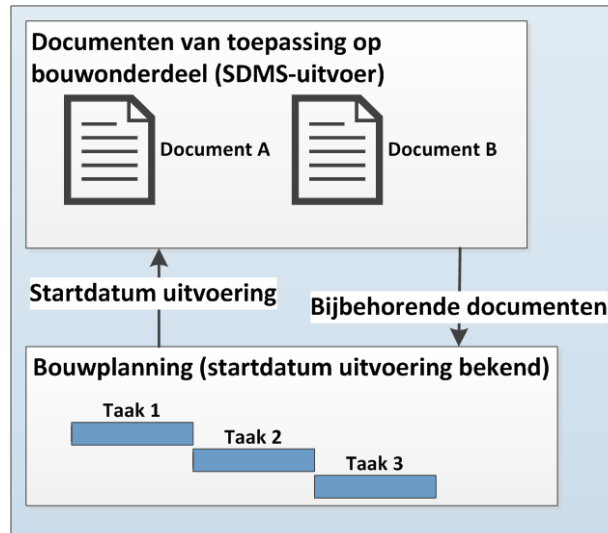 Documenten van toepassing op
bouwonderdeel (SDMS-uitvoer)
Document A
Document B
Startdatum uitvoering
Bijbehorende documenten
Bouwplanning (startdatum uitvoering bekend)
Taak 1
Taak 2
Taak 3